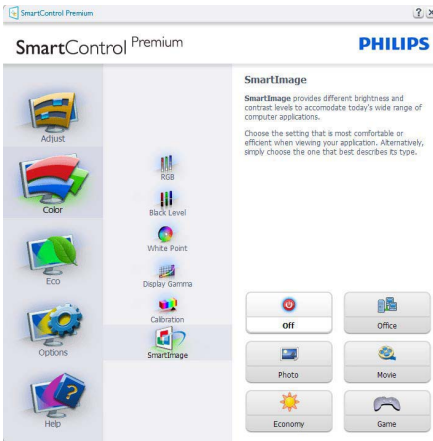 SmartControl Premium
SmartControl Premium
PHILIPS
Adjust
Color
Eco
Options
Help
RGB
Black Level
White Point
Display Gamma
Calibration
SmartImage
SmartImage
SmartImage provides different brightness and
contrast levels to accomodate today's wide range of
computer applications.
Choose the setting that is most comfortable or
efficient when viewing your application. Alternatively,
simply choose the one that best describes its type.
Off
Office
Photo
Movie
Economy
Game